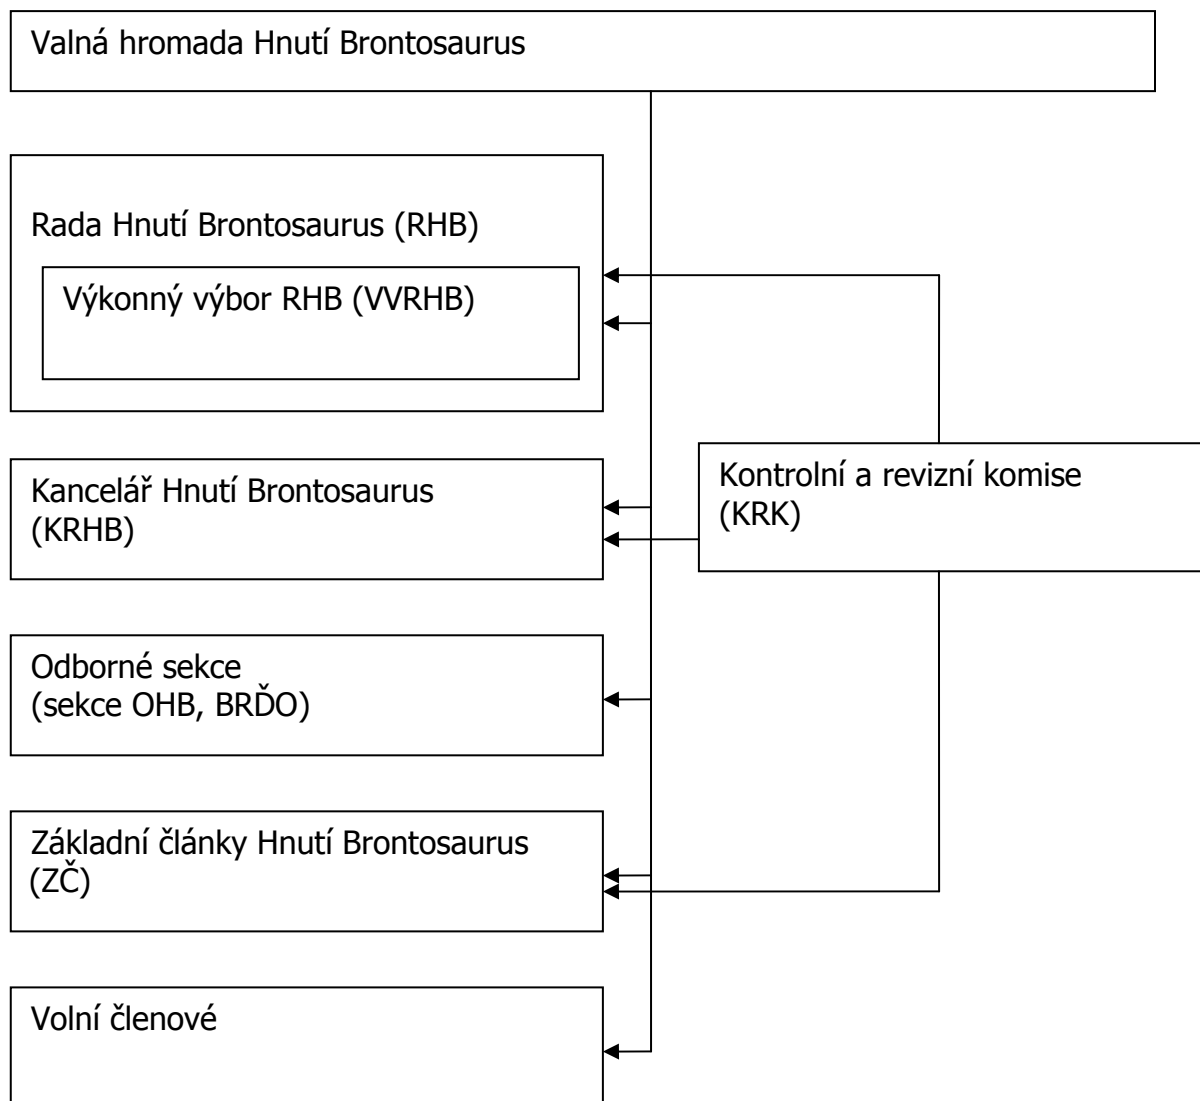 Valná hromada Hnutí Brontosaurus
Rada Hnutí Brontosaurus (RHB)
Výkonný výbor RHB (VVRHB)
Kancelář Hnutí Brontosaurus
(KRHB)
Kontrolní a revizní komise
(KRK)
Odborné sekce
(sekce OHB, BRĎO)
Základní články Hnutí Brontosaurus
(ZČ)
Volní členové